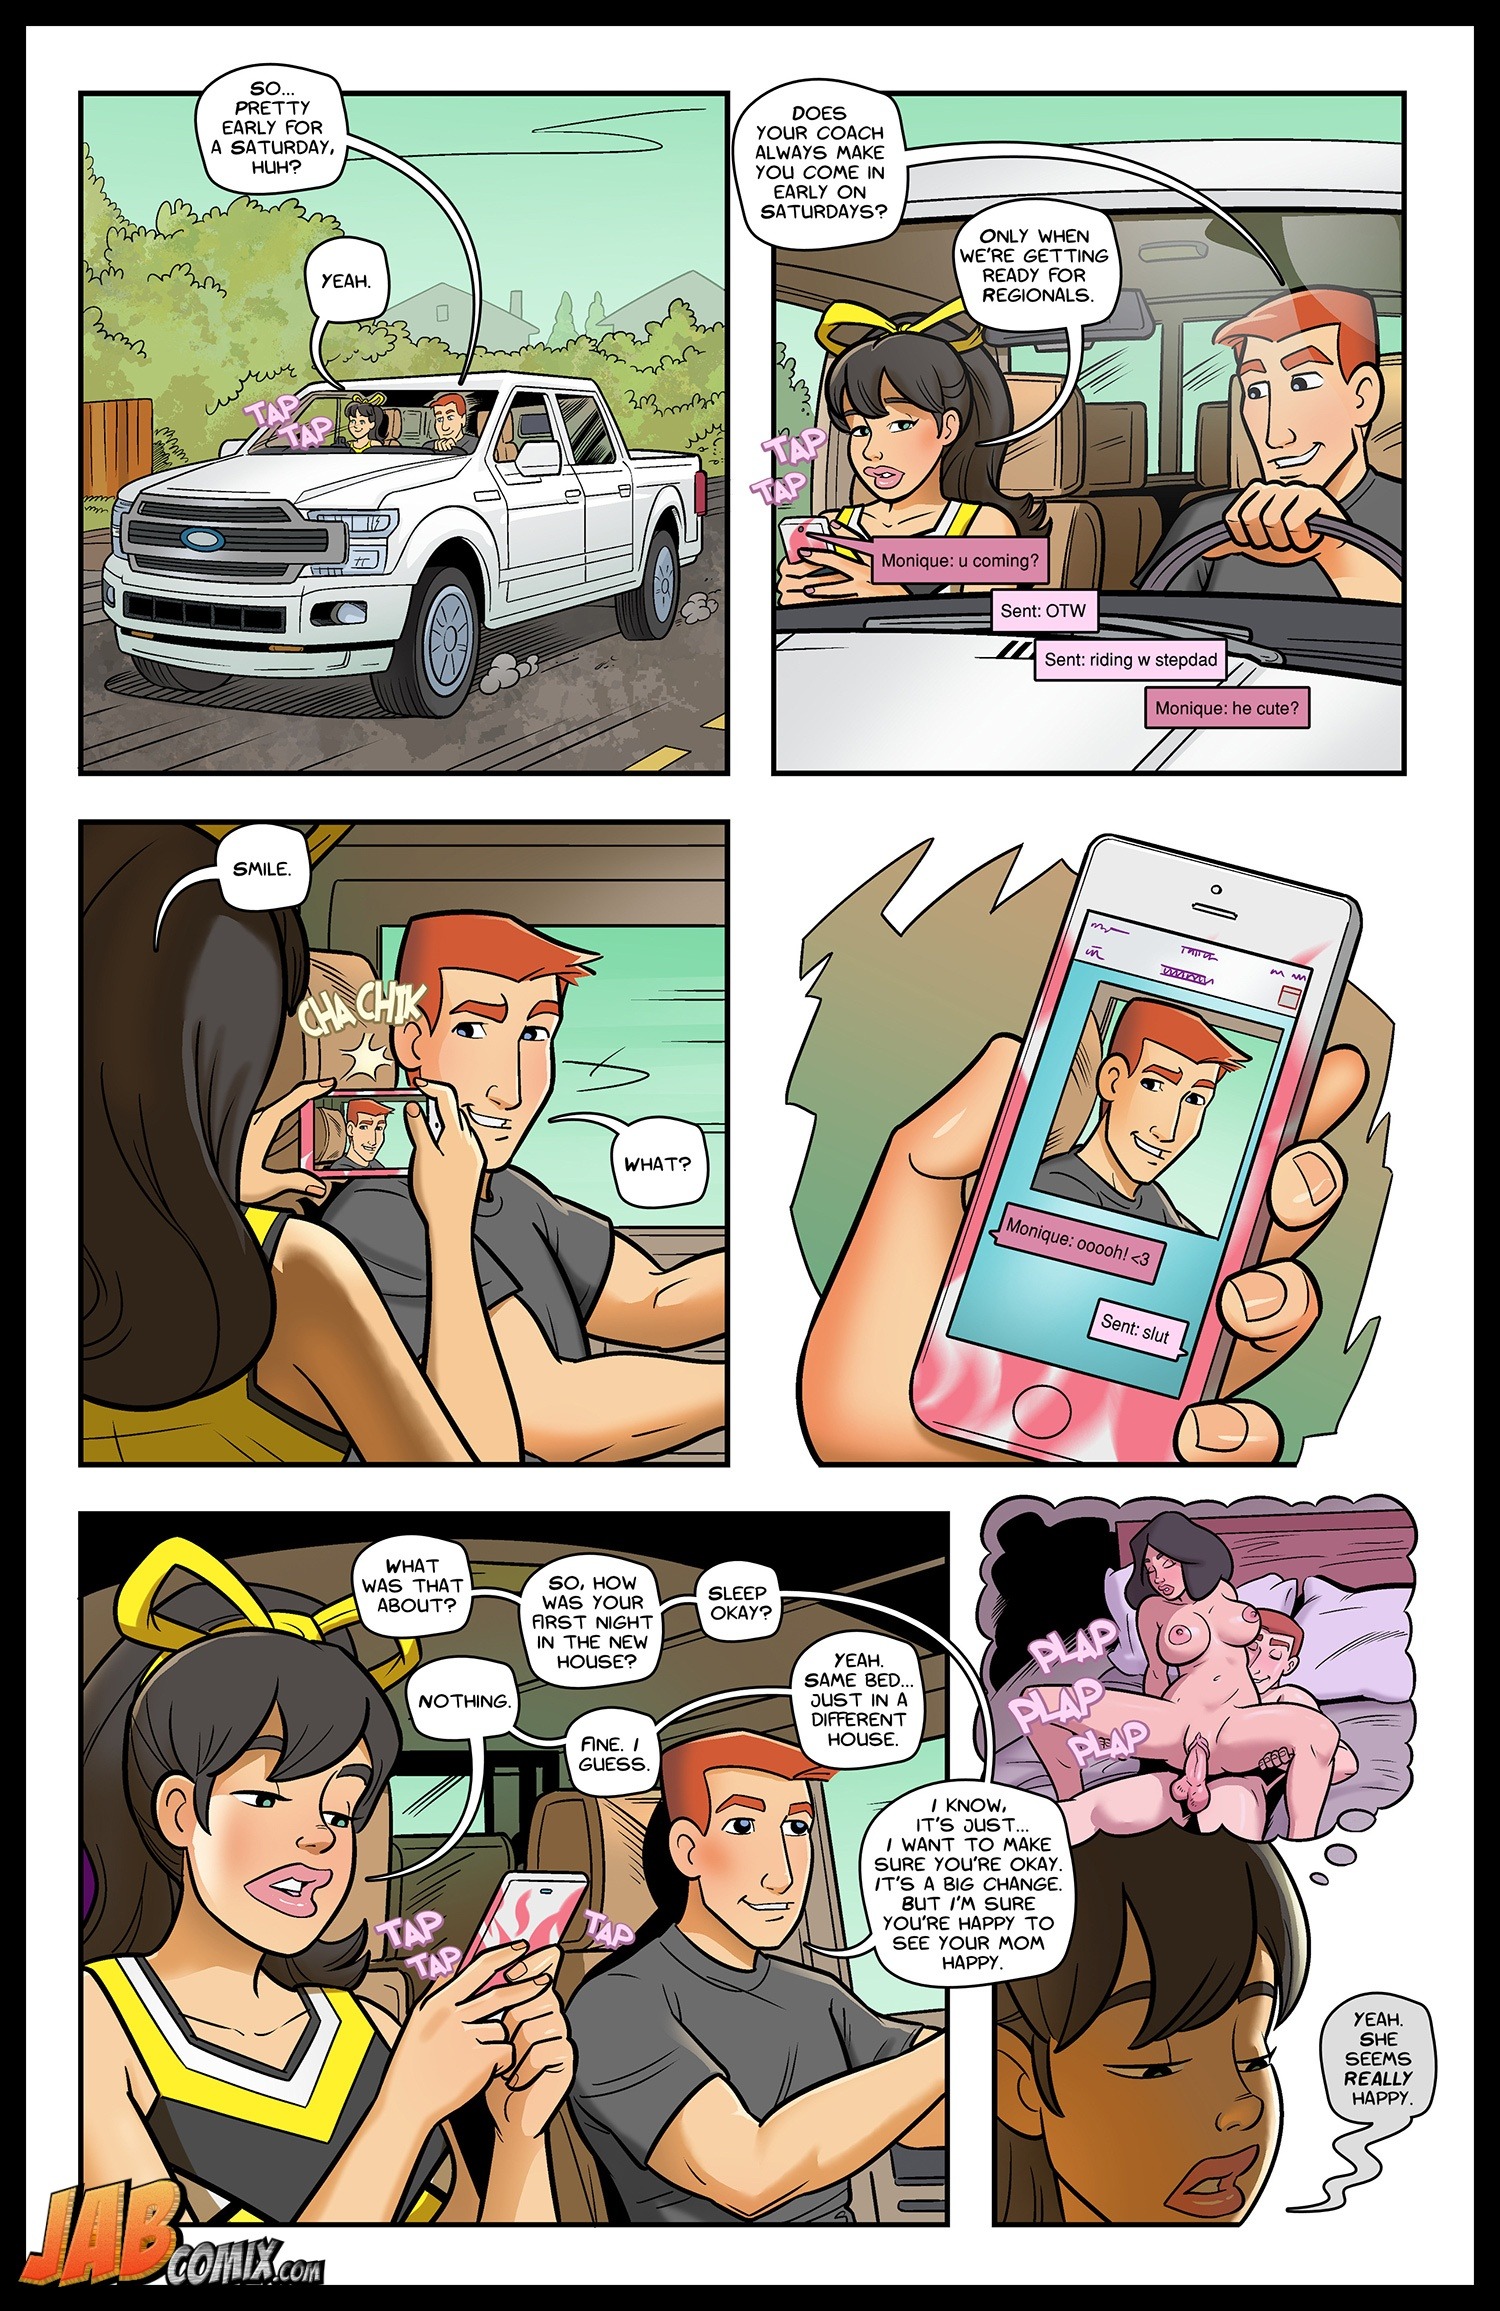 SO...
PRETTY
EARLY FOR
A SATURDAY,
HUH?
YEAH.
TAP
TAP
DOES
YOUR COACH
ALWAYS MAKE
YOU COME IN
EARLY ON
SATURDAYS?
ONLY WHEN
WE'RE GETTING
READY FOR
REGIONALS.
TAP
TAP
Monique: u coming?
Sent: OTW
Sent: riding w stepdad
Monique: he cute?
SMILE.
CHA CHIK
WHAT?
Monique: ooooh! <3
Sent: slut
WHAT
WAS THAT
ABOUT?
NOTHING.
SO, HOW
WAS YOUR
FIRST NIGHT
IN THE NEW
HOUSE?
FINE. I
GUESS.
SLEEP
OKAY?
YEAH.
SAME BED...
JUST IN A
DIFFERENT
HOUSE.
I KNOW,
IT'S JUST...
I WANT TO MAKE
SURE YOU'RE OKAY.
IT'S A BIG CHANGE.
BUT I'M SURE
YOU'RE HAPPY TO
SEE YOUR MOM
HAPPY.
TAP
TAP
TAP
PLAP
PLAP
PLAP
YEAH.
SHE
SEEMS
REALLY
HAPPY.
JAB COMIX.COM